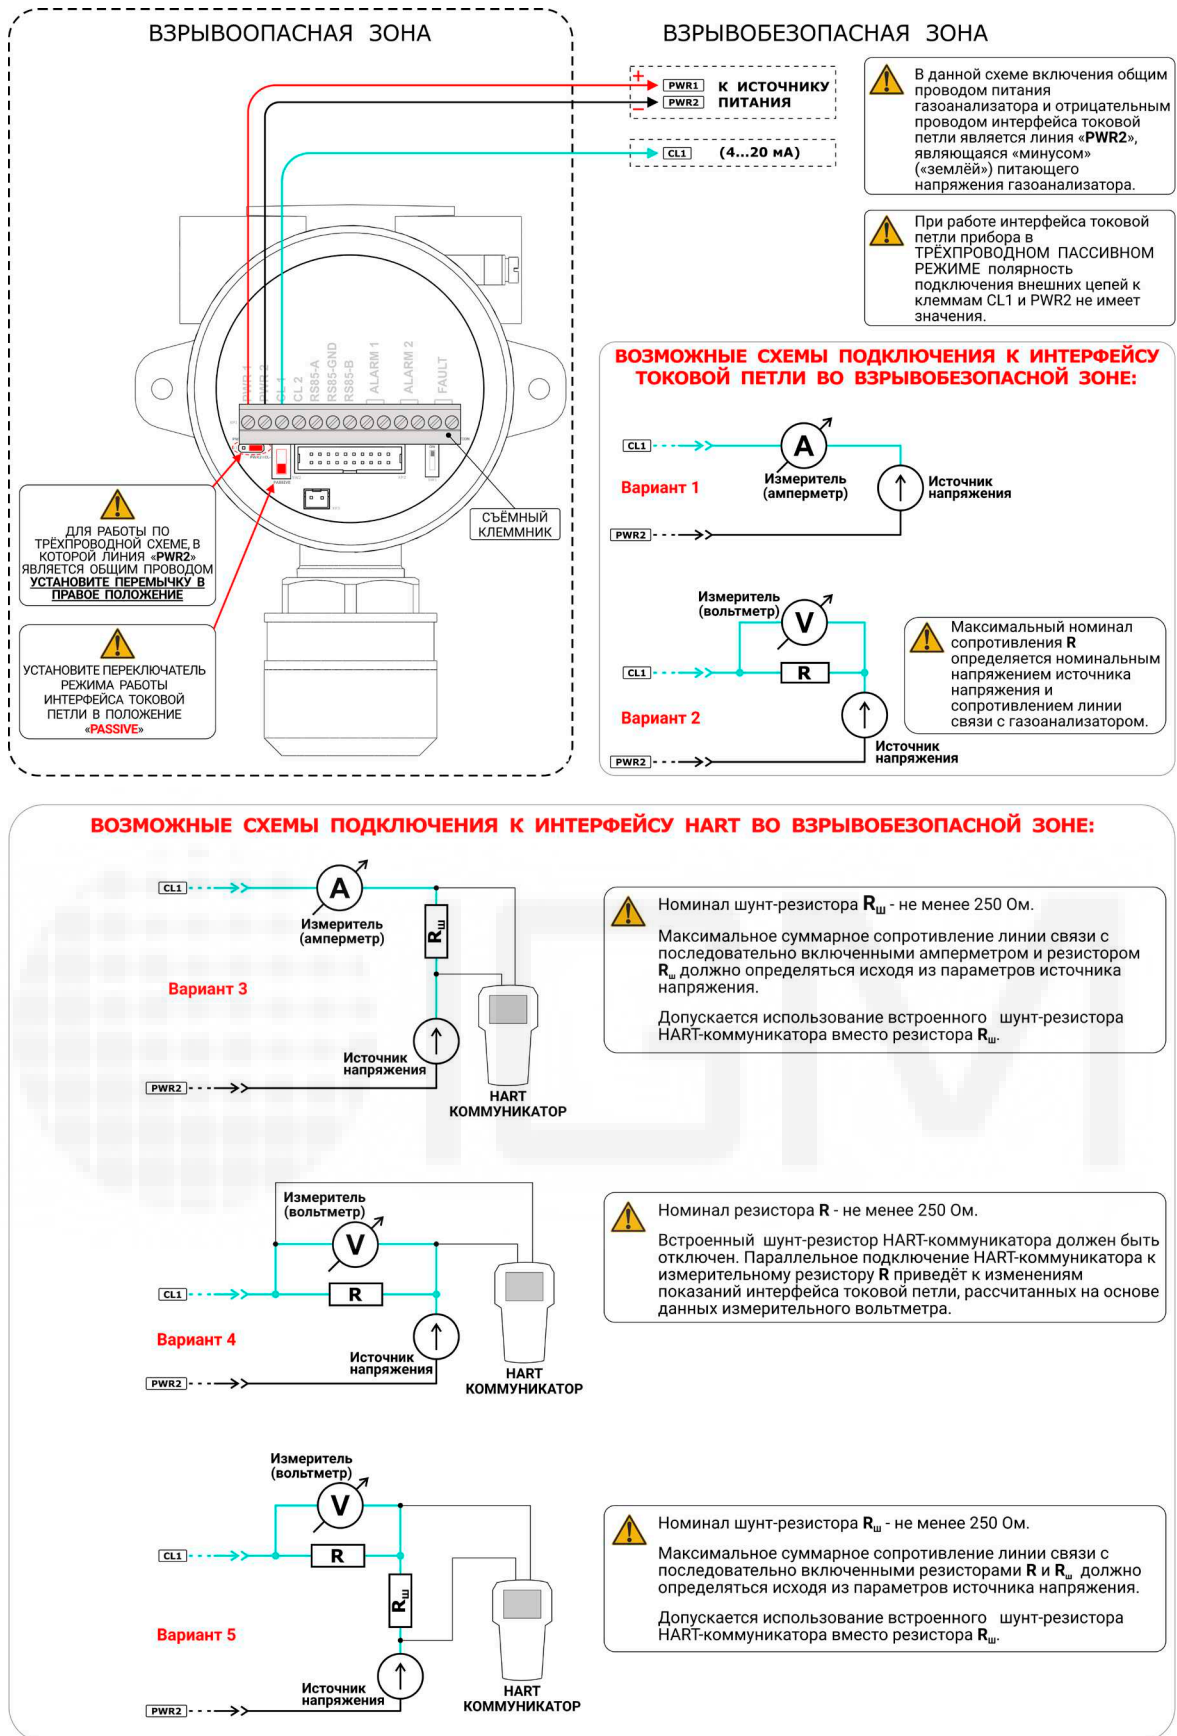 ВЗРЫВООПАСНАЯ ЗОНА
ВЗРЫВОБЕЗОПАСНАЯ ЗОНА
+
PWR1
К ИСТОЧНИКУ
PWR2
ПИТАНИЯ
−
CL1
(4...20 мА)
В данной схеме включения общим
проводом питания
газоанализатора и отрицательным
проводом интерфейса токовой
петли является линия «PWR2»,
являющаяся «минусом»
(«землёй») питающего
напряжения газоанализатора.
При работе интерфейса токовой
петли прибора в
ТРЁХПРОВОДНОМ ПАССИВНОМ
РЕЖИМЕ полярность
подключения внешних цепей к
клеммам CL1 и PWR2 не имеет
значения.
PWR 1
PWR 2
CL 1
CL 2
RS85-A
RS85-GND
RS85-B
ALARM 1
ALARM 2
FAULT
PASSIVE
СЪЁМНЫЙ
КЛЕММНИК
ДЛЯ РАБОТЫ ПО
ТРЁХПРОВОДНОЙ СХЕМЕ, В
КОТОРОЙ ЛИНИЯ «PWR2»
ЯВЛЯЕТСЯ ОБЩИМ ПРОВОДОМ
УСТАНОВИТЕ ПЕРЕМЫЧКУ В
ПРАВОЕ ПОЛОЖЕНИЕ
УСТАНОВИТЕ ПЕРЕКЛЮЧАТЕЛЬ
РЕЖИМА РАБОТЫ
ИНТЕРФЕЙСА ТОКОВОЙ
ПЕТЛИ В ПОЛОЖЕНИЕ
«PASSIVE»
ВОЗМОЖНЫЕ СХЕМЫ ПОДКЛЮЧЕНИЯ К ИНТЕРФЕЙСУ
ТОКОВОЙ ПЕТЛИ ВО ВЗРЫВОБЕЗОПАСНОЙ ЗОНЕ:
CL1
A
Измеритель
(амперметр)
Источник
напряжения
Вариант 1
PWR2
Измеритель
(вольтметр)
V
CL1
R
Вариант 2
Источник
напряжения
PWR2
Максимальный номинал
сопротивления R
определяется номинальным
напряжением источника
напряжения и
сопротивлением линии
связи с газоанализатором.
ВОЗМОЖНЫЕ СХЕМЫ ПОДКЛЮЧЕНИЯ К ИНТЕРФЕЙСУ HART ВО ВЗРЫВОБЕЗОПАСНОЙ ЗОНЕ:
CL1
A
Измеритель
(амперметр)
Rш
Вариант 3
Источник
напряжения
PWR2
HART
КОММУНИКАТОР
Номинал шунт-резистора Rш - не менее 250 Ом.
Максимальное суммарное сопротивление линии связи с
последовательно включенными амперметром и резистором
Rш должно определяться исходя из параметров источника
напряжения.
Допускается использование встроенного шунт-резистора
HART-коммуникатора вместо резистора Rш.
IGM
Измеритель
(вольтметр)
V
CL1
R
Вариант 4
Источник
напряжения
PWR2
HART
КОММУНИКАТОР
Номинал резистора R - не менее 250 Ом.
Встроенный шунт-резистор HART-коммуникатора должен быть
отключен. Параллельное подключение HART-коммуникатора к
измерительному резистору R приведёт к изменениям
показаний интерфейса токовой петли, рассчитанных на основе
данных измерительного вольтметра.
Измеритель
(вольтметр)
V
CL1
R
Rш
Вариант 5
Источник
напряжения
PWR2
HART
КОММУНИКАТОР
Номинал шунт-резистора Rш - не менее 250 Ом.
Максимальное суммарное сопротивление линии связи с
последовательно включенными резисторами R и Rш должно
определяться исходя из параметров источника напряжения.
Допускается использование встроенного шунт-резистора
HART-коммуникатора вместо резистора Rш.